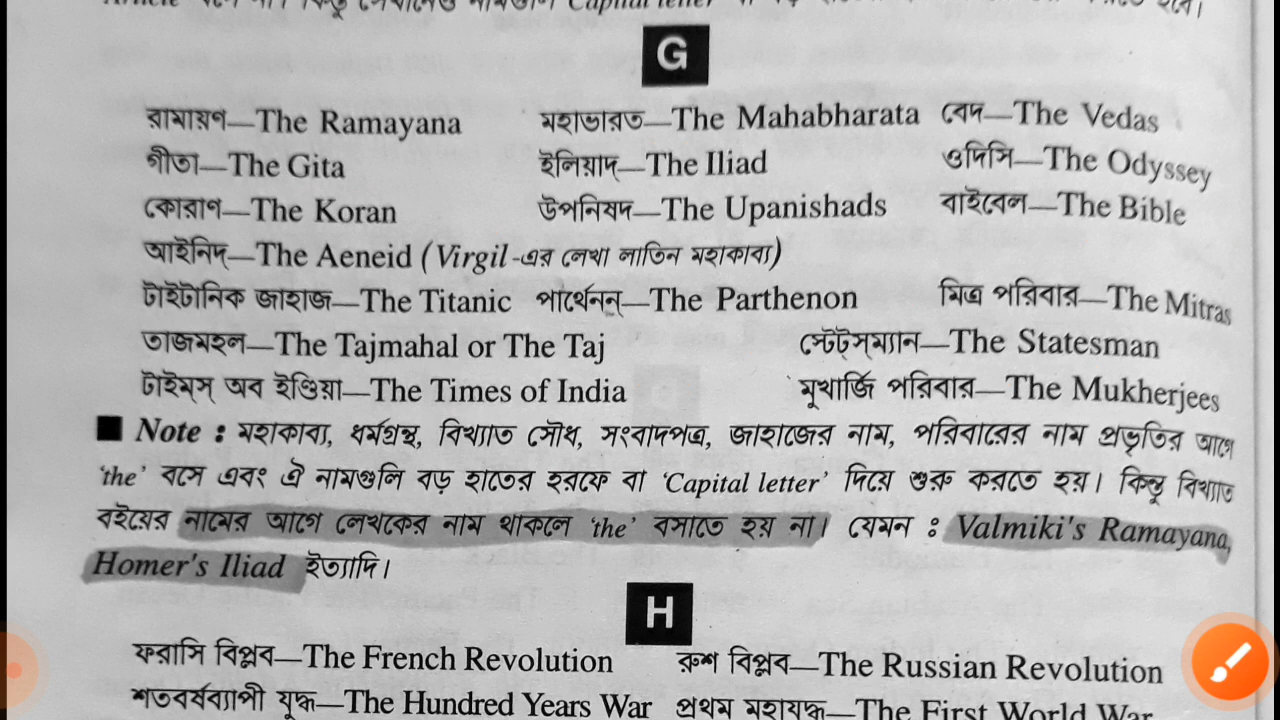 G
রামায়ণ—The Ramayana মহাভারত—The Mahabharata বেদ—The Vedas
গীতা—The Gita ইলিয়াদ্—The Iliad ওদিসি—The Odyssey
কোরাণ—The Koran উপনিষদ—The Upanishads বাইবেল—The Bible
আইনিদ্—The Aeneid (Virgil-এর লেখা লাতিন মহাকাব্য)
টাইটানিক জাহাজ—The Titanic পার্থেনন্—The Parthenon মিত্র পরিবার—The Mitras
তাজমহল—The Tajmahal or The Taj স্টেট্‌স্‌ম্যান—The Statesman
টাইম্‌স্ অব ইণ্ডিয়া—The Times of India মুখার্জি পরিবার—The Mukherjees
■ Note : মহাকাব্য, ধর্মগ্রন্থ, বিখ্যাত সৌধ, সংবাদপত্র, জাহাজের নাম, পরিবারের নাম প্রভৃতির আগে
‘the’ বসে এবং ঐ নামগুলি বড় হাতের হরফে বা ‘Capital letter’ দিয়ে শুরু করতে হয়। কিন্তু বিখ্যাত
বইয়ের নামের আগে লেখকের নাম থাকলে ‘the’ বসাতে হয় না। যেমন : Valmiki's Ramayana,
Homer's Iliad ইত্যাদি।
H
ফরাসি বিপ্লব—The French Revolution রুশ বিপ্লব—The Russian Revolution
শতবর্ষব্যাপী যুদ্ধ—The Hundred Years War প্রথম মহাযুদ্ধ—The First World War